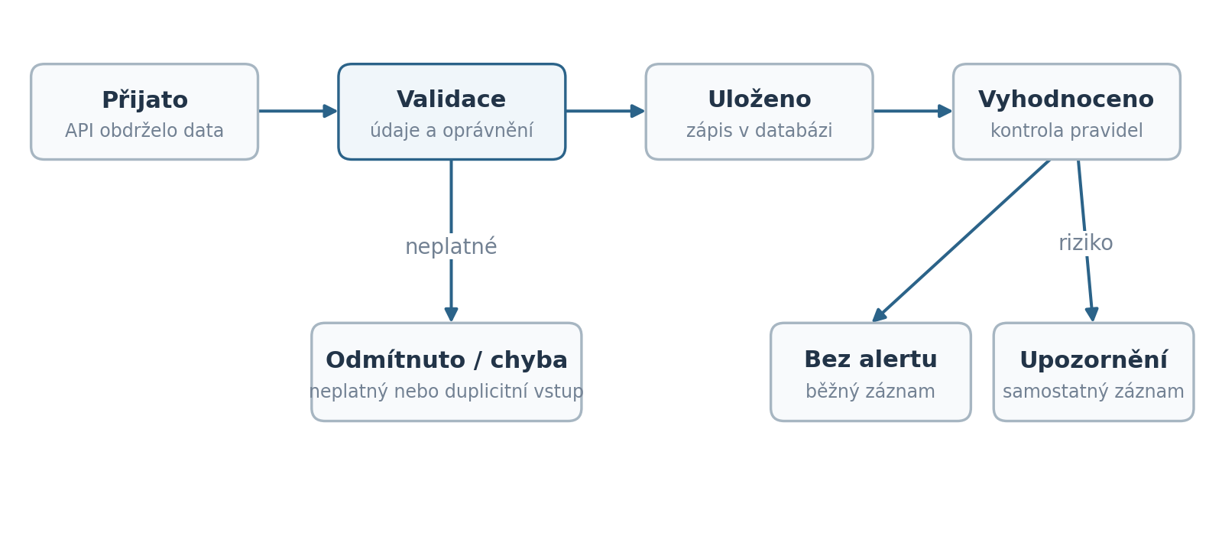 Přijato
API obdrželo data
Validace
údaje a oprávnění
Uloženo
zápis v databázi
Vyhodnoceno
kontrola pravidel
neplatné
riziko
Odmítnuto / chyba
neplatný nebo duplicitní vstup
Bez alertu
běžný záznam
Upozornění
samostatný záznam